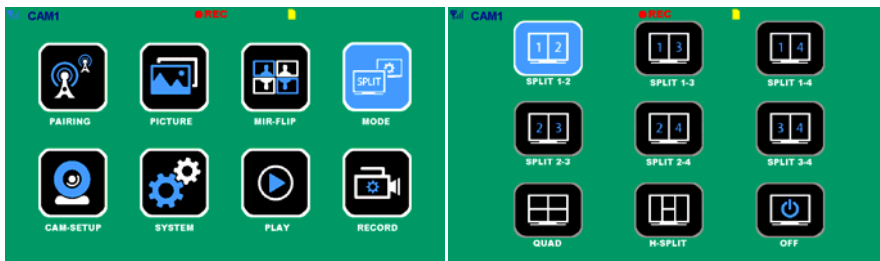 CAM1 REC
SPLIT
PAIRING PICTURE MIR-FLIP MODE
CAM-SETUP SYSTEM PLAY RECORD
CAM1 REC
1 2 1 3 1 4
SPLIT 1-2 SPLIT 1-3 SPLIT 1-4
2 3 2 4 3 4
SPLIT 2-3 SPLIT 2-4 SPLIT 3-4
QUAD H-SPLIT OFF